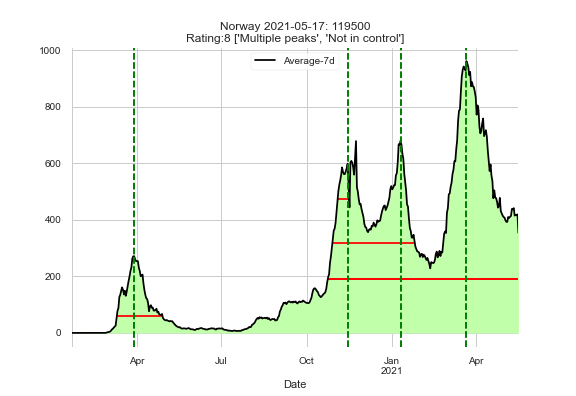 Norway 2021-05-17: 119500
Rating:8 ['Multiple peaks', 'Not in control']
Average-7d
1000
800
600
400
200
0
Apr Jul Oct Jan Apr
2021
Date